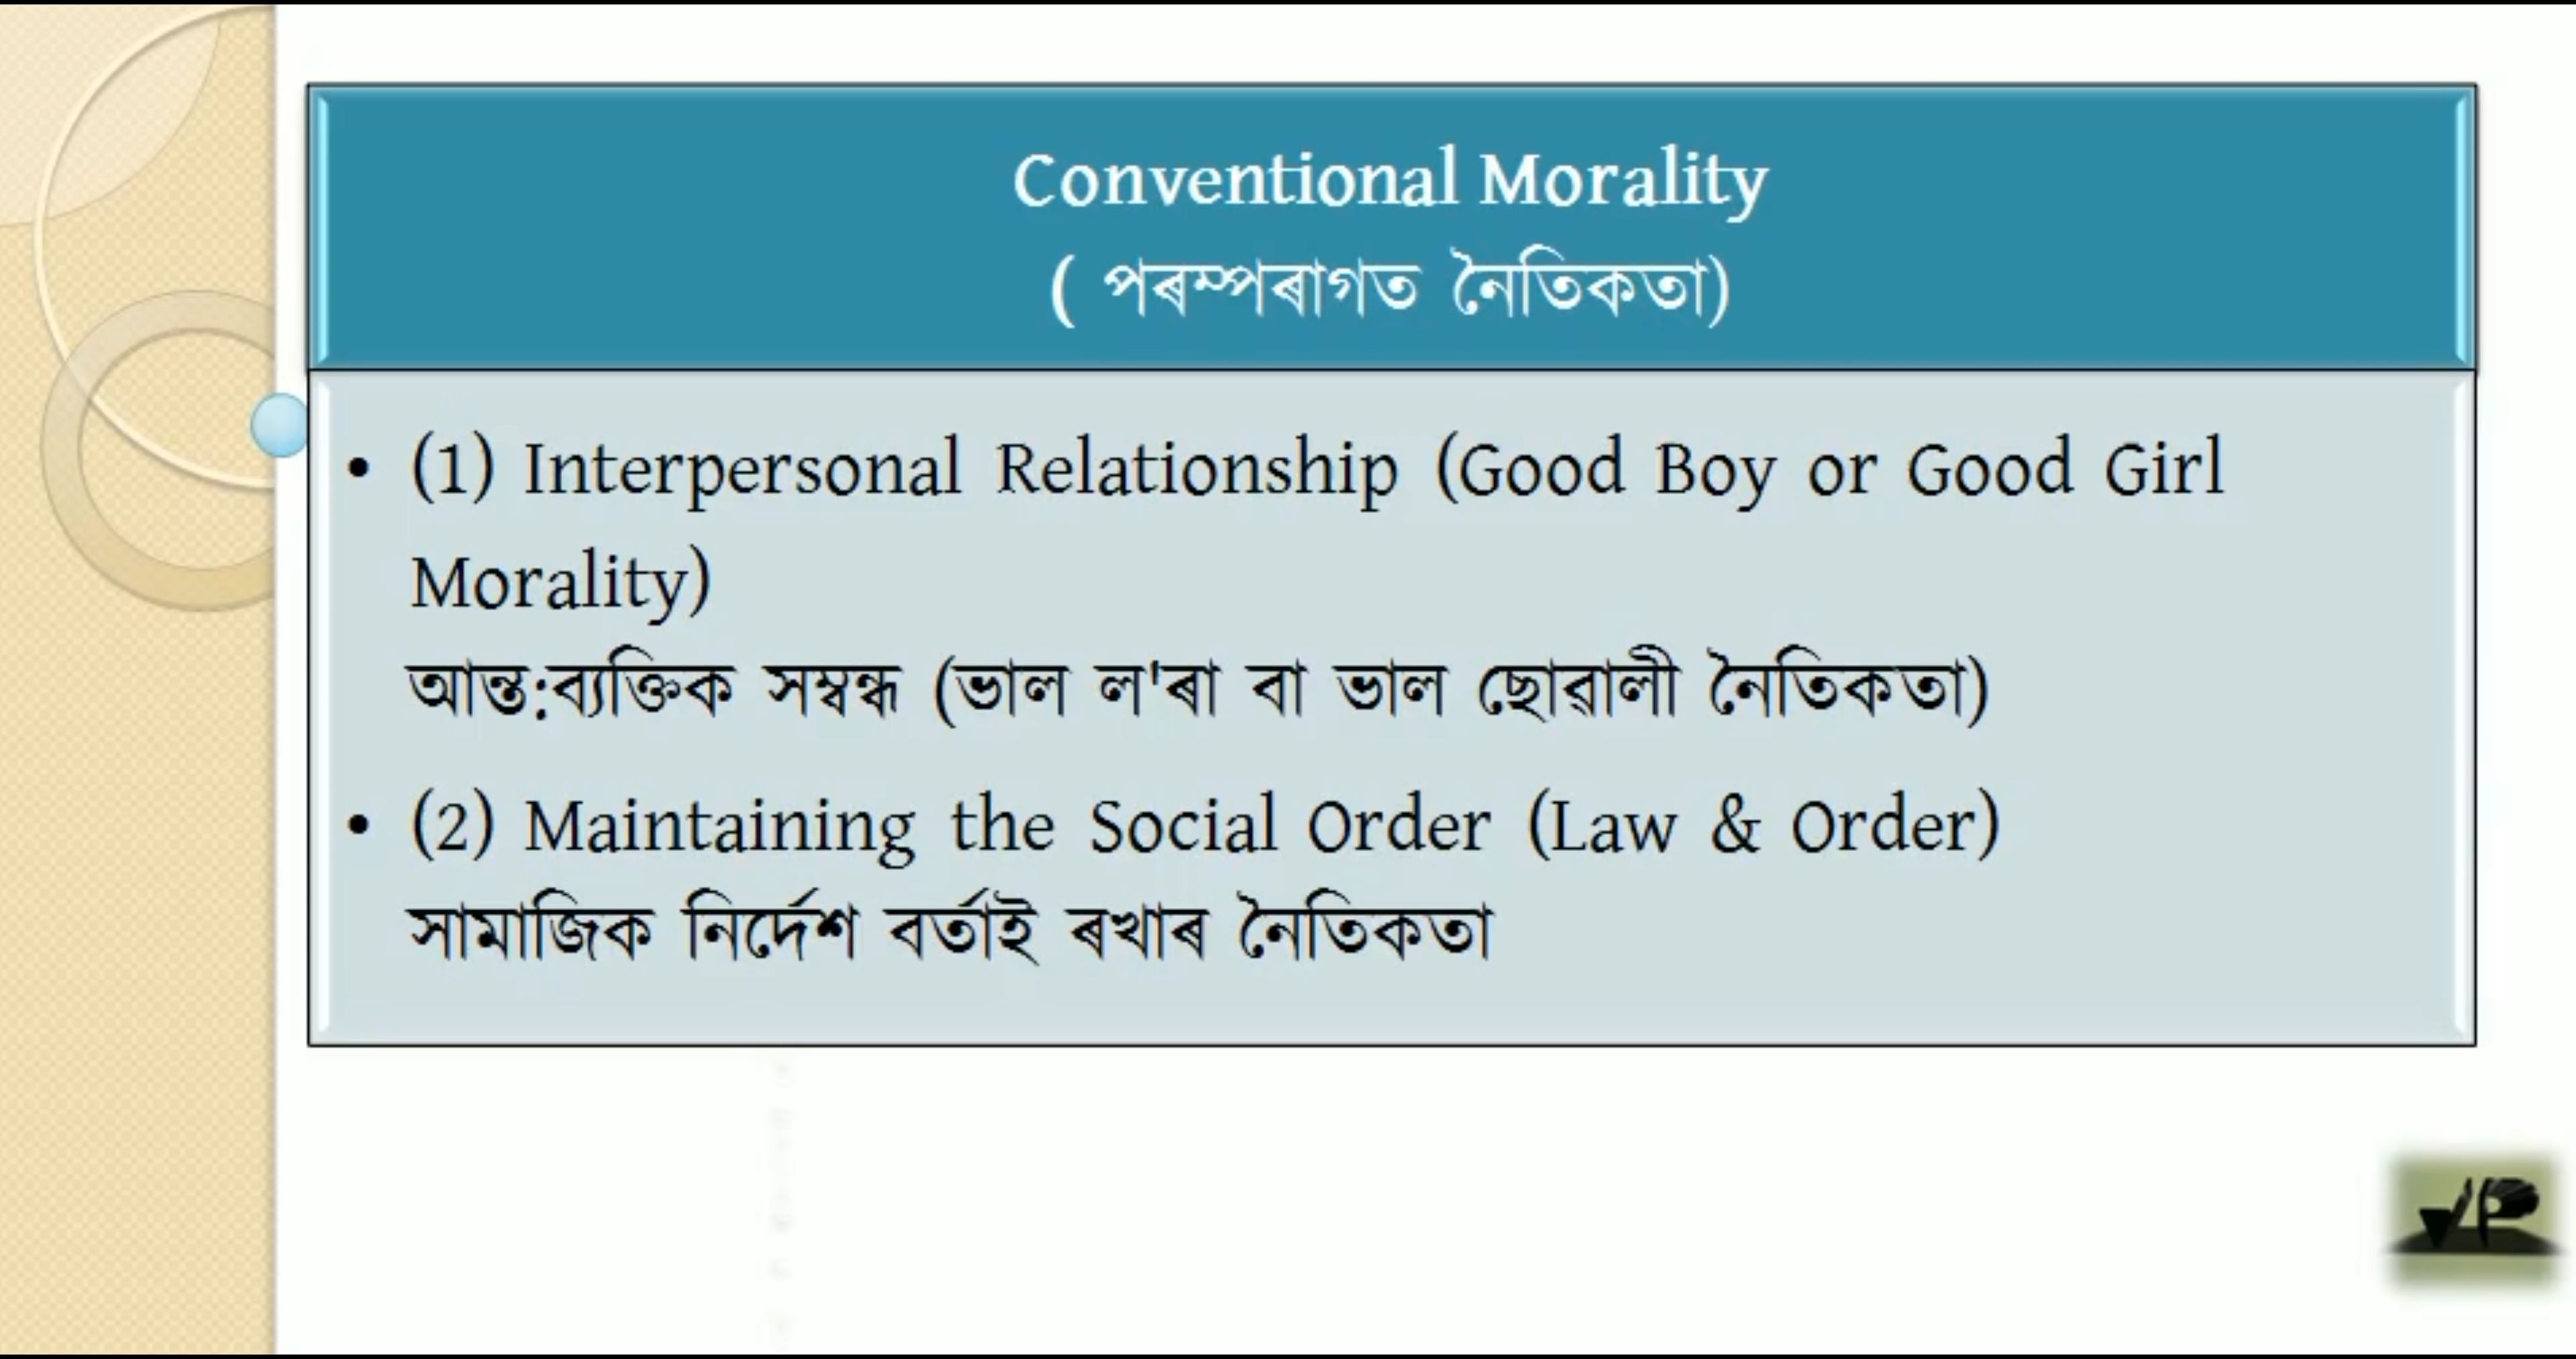 Conventional Morality
( পৰম্পৰাগত নৈতিকতা)
• (1) Interpersonal Relationship (Good Boy or Good Girl
Morality)
আন্ত:ব্যক্তিক সম্বন্ধ (ভাল ল'ৰা বা ভাল ছোৱালী নৈতিকতা)
• (2) Maintaining the Social Order (Law & Order)
সামাজিক নিৰ্দেশ বৰ্তাই ৰখাৰ নৈতিকতা